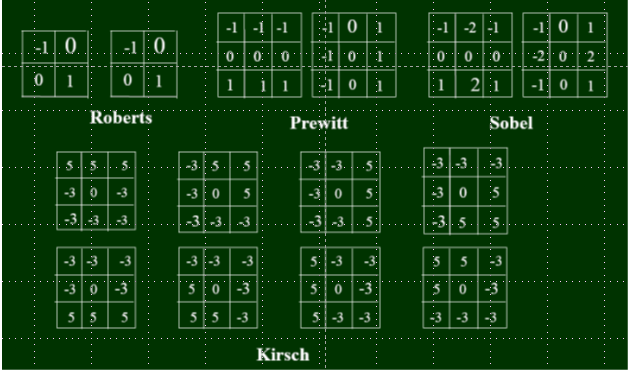 -1 -1 -1 -1 0 1 -1 -2 -1 -1 0 1
-1 0 -1 0
0 0 0 -1 0 1 0 0 0 -2 0 2
0 1 0 1
1 1 1 -1 0 1 1 2 1 -1 0 1
Roberts
Prewitt
Sobel
5 5 5 -3 5 5 -3 -3 5 -3 -3 -3
-3 0 -3 -3 0 5 -3 0 5 -3 0 5
-3 -3 -3 -3 -3 -3 -3 -3 5 -3 5 5
-3 -3 -3 -3 -3 -3 5 -3 -3 5 5 -3
-3 0 -3 5 0 -3 5 0 -3 5 0 -3
5 5 5 5 5 -3 5 -3 -3 -3 -3 -3
Kirsch